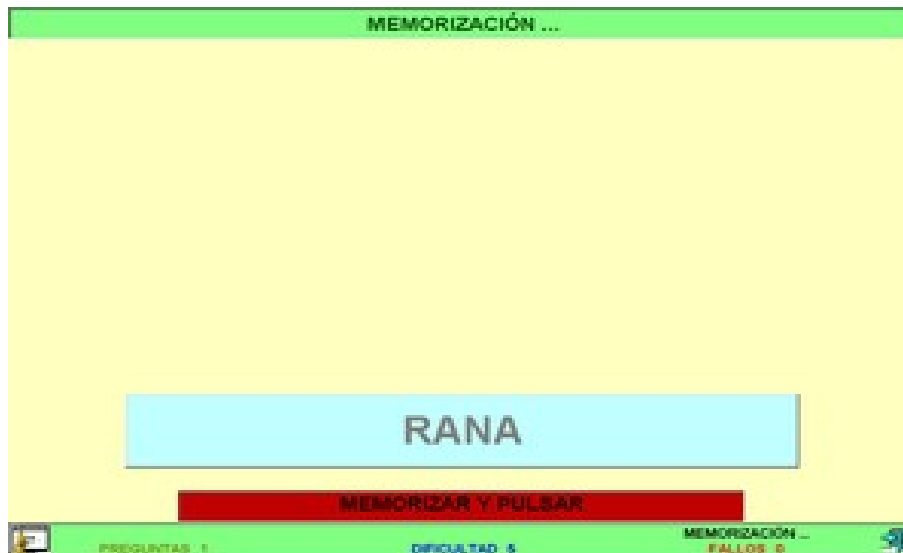 MEMORIZACIÓN ...
RANA
MEMORIZAR Y PULSAR
MEMORIZACIÓN ...
PREGUNTAS 1 DIFICULTAD 5 FALLOS 0